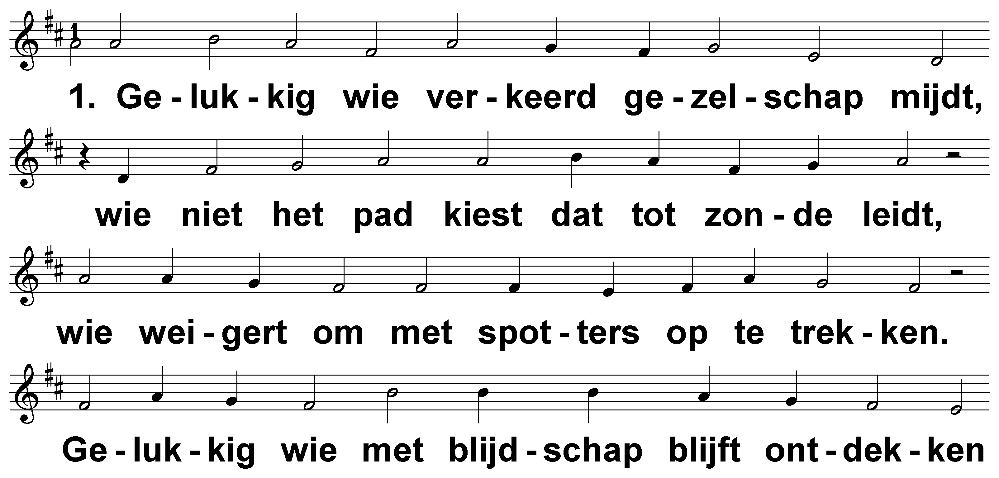 1
1. Ge - luk - kig wie ver - keerd ge - zel - schap mijdt,
wie niet het pad kiest dat tot zon - de leidt,
wie wei - gert om met spot - ters op te trek - ken.
Ge - luk - kig wie met blijd - schap blijft ont - dek - ken